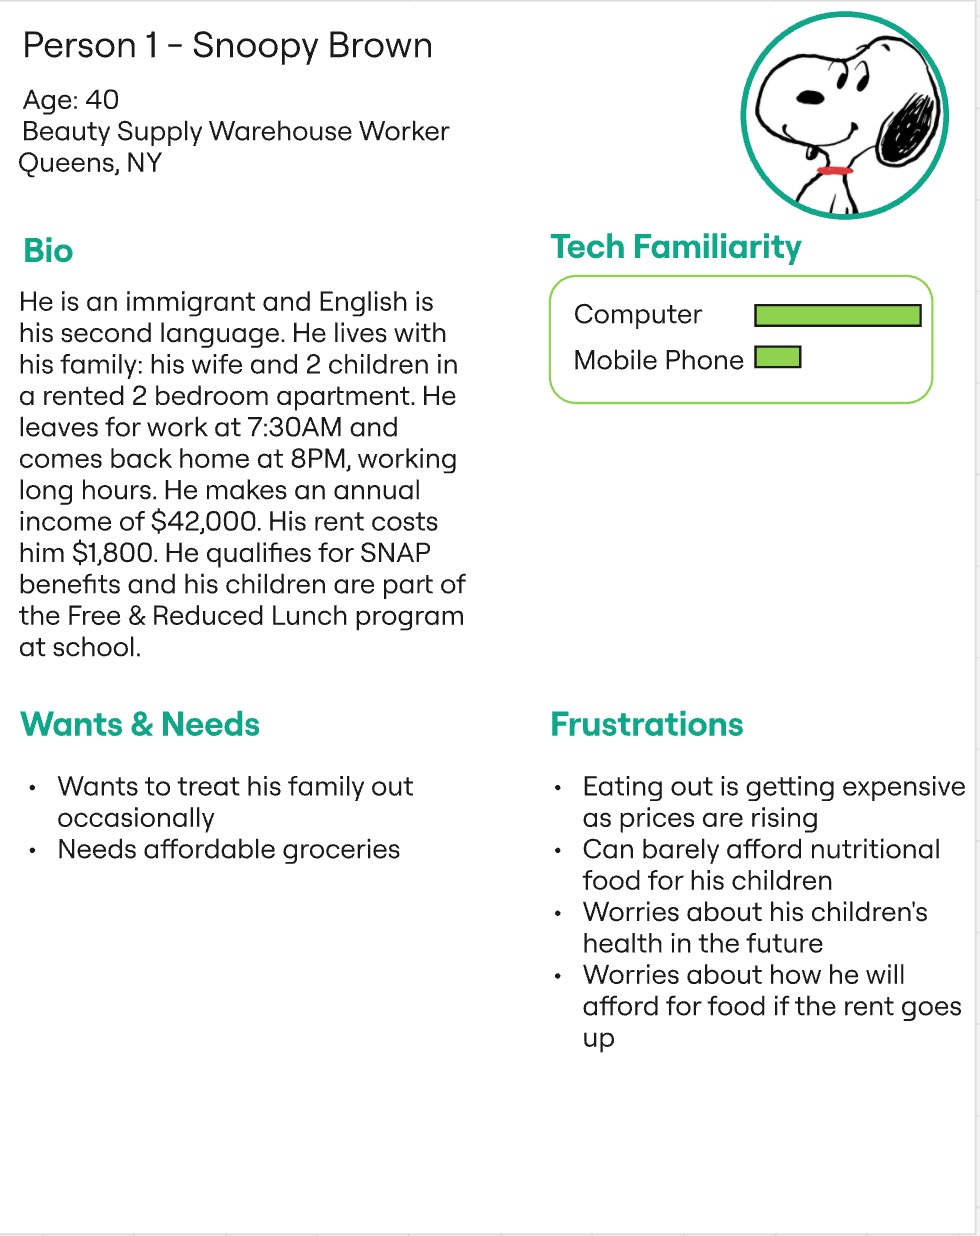 Person 1 - Snoopy Brown
Age: 40
Beauty Supply Warehouse Worker
Queens, NY
Bio
He is an immigrant and English is
his second language. He lives with
his family: his wife and 2 children in
a rented 2 bedroom apartment. He
leaves for work at 7:30AM and
comes back home at 8PM, working
long hours. He makes an annual
income of $42,000. His rent costs
him $1,800. He qualifies for SNAP
benefits and his children are part of
the Free & Reduced Lunch program
at school.
Tech Familiarity
Computer
Mobile Phone
Wants & Needs
• Wants to treat his family out
occasionally
• Needs affordable groceries
Frustrations
• Eating out is getting expensive
as prices are rising
• Can barely afford nutritional
food for his children
• Worries about his children's
health in the future
• Worries about how he will
afford for food if the rent goes
up